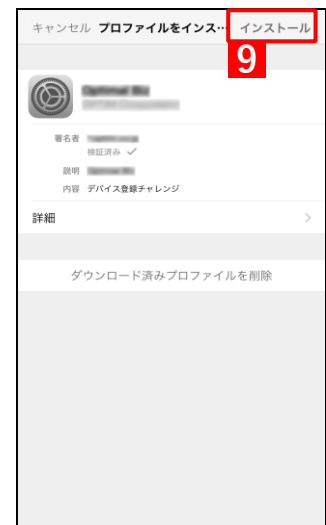 キャンセル プロファイルをインス… インストール
9
署名者
検証済み ✓
説明
内容 デバイス登録チャレンジ
詳細
ダウンロード済みプロファイルを削除